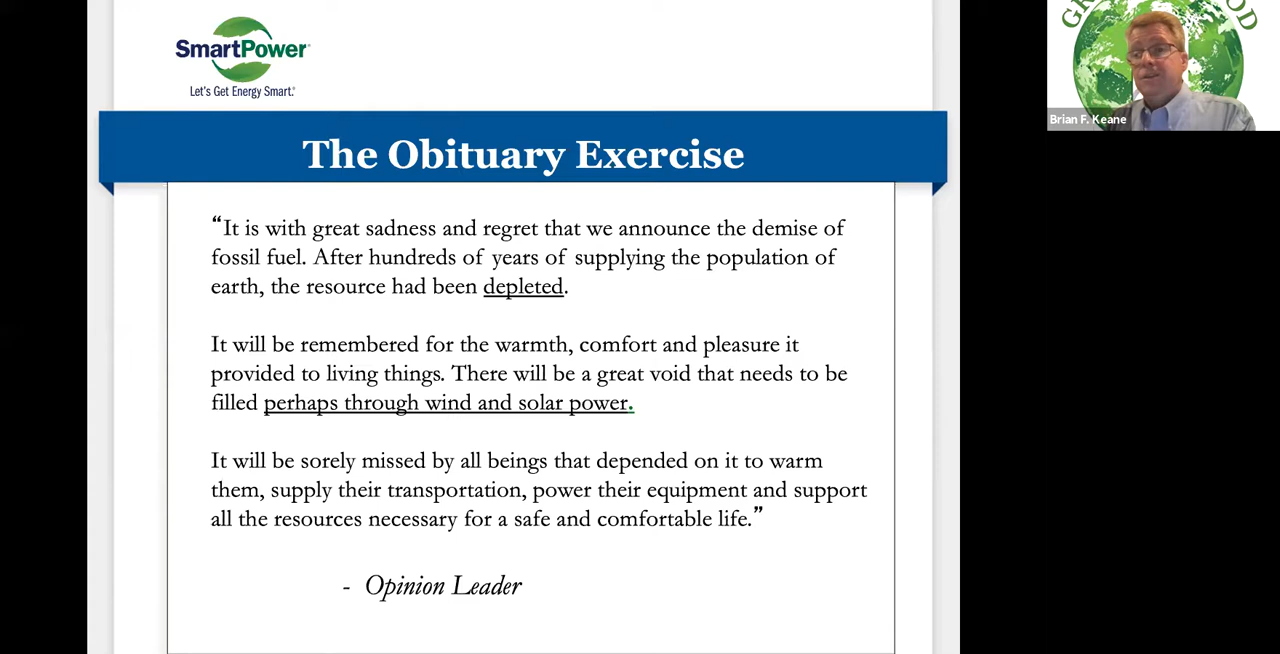 SmartPower®
Let's Get Energy Smart.®
The Obituary Exercise
“It is with great sadness and regret that we announce the demise of
fossil fuel. After hundreds of years of supplying the population of
earth, the resource had been depleted.
It will be remembered for the warmth, comfort and pleasure it
provided to living things. There will be a great void that needs to be
filled perhaps through wind and solar power.
It will be sorely missed by all beings that depended on it to warm
them, supply their transportation, power their equipment and support
all the resources necessary for a safe and comfortable life.”
- Opinion Leader
Brian F. Keane